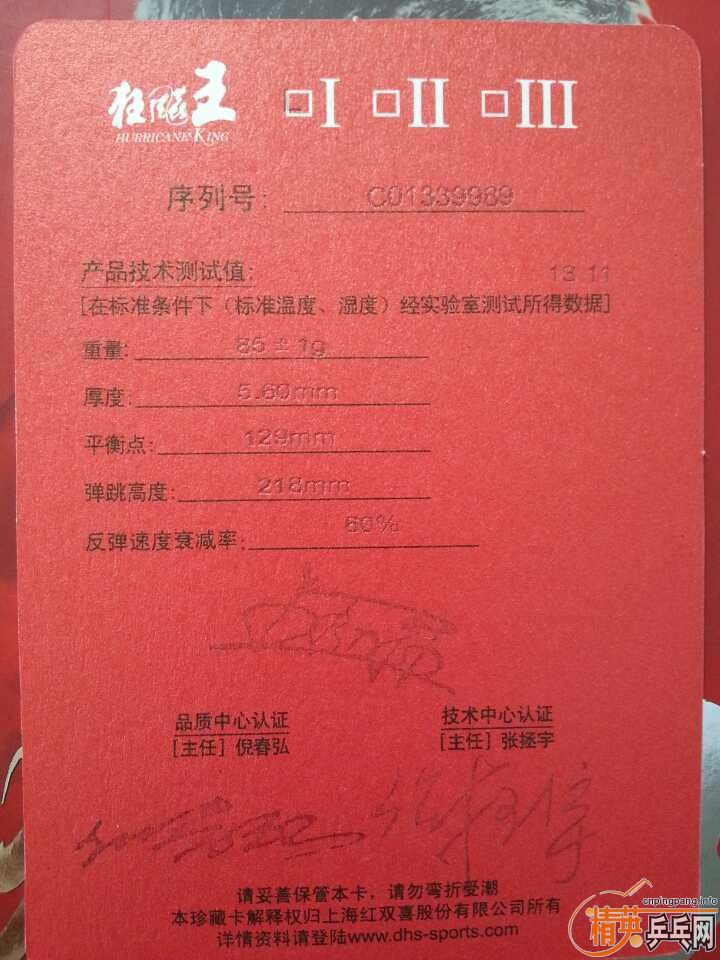 狂飚王 □I □II □III
HURRICANE KING
序列号: C01339989
产品技术测试值: 13 11
[在标准条件下（标准温度、湿度）经实验室测试所得数据]
重量: 85 ± 1g
厚度: 5.60mm
平衡点: 129mm
弹跳高度: 218mm
反弹速度衰减率: 60%
品质中心认证 技术中心认证
[主任] 倪春弘 [主任] 张拯宇
请妥善保管本卡，请勿弯折受潮
本珍藏卡解释权归上海红双喜股份有限公司所有
详情资料请登陆www.dhs-sports.com
cnpingpang.info
精英乒乓网